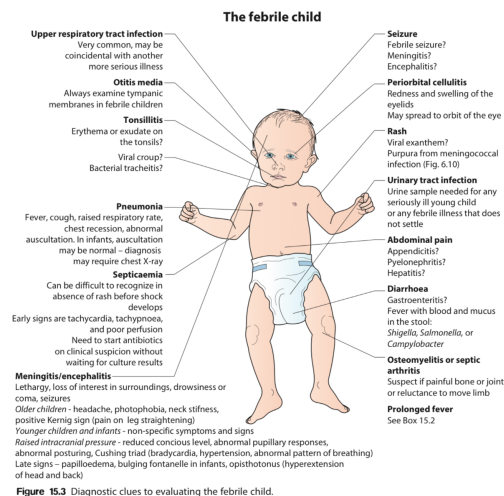 The febrile child
Upper respiratory tract infection
Very common, may be
coincidental with another
more serious illness
Otitis media
Always examine tympanic
membranes in febrile children
Tonsillitis
Erythema or exudate on
the tonsils?
Viral croup?
Bacterial tracheitis?
Pneumonia
Fever, cough, raised respiratory rate,
chest recession, abnormal
auscultation. In infants, auscultation
may be normal – diagnosis
may require chest X-ray
Septicaemia
Can be difficult to recognize in
absence of rash before shock
develops
Early signs are tachycardia, tachypnoea,
and poor perfusion
Need to start antibiotics
on clinical suspicion without
waiting for culture results
Meningitis/encephalitis
Lethargy, loss of interest in surroundings, drowsiness or
coma, seizures
Older children - headache, photophobia, neck stifness,
positive Kernig sign (pain on leg straightening)
Younger children and infants - non-specific symptoms and signs
Raised intracranial pressure - reduced concious level, abnormal pupillary responses,
abnormal posturing, Cushing triad (bradycardia, hypertension, abnormal pattern of breathing)
Late signs – papilloedema, bulging fontanelle in infants, opisthotonus (hyperextension
of head and back)
Seizure
Febrile seizure?
Meningitis?
Encephalitis?
Periorbital cellulitis
Redness and swelling of the
eyelids
May spread to orbit of the eye
Rash
Viral exanthem?
Purpura from meningococcal
infection (Fig. 6.10)
Urinary tract infection
Urine sample needed for any
seriously ill young child
or any febrile illness that does
not settle
Abdominal pain
Appendicitis?
Pyelonephritis?
Hepatitis?
Diarrhoea
Gastroenteritis?
Fever with blood and mucus
in the stool:
Shigella, Salmonella, or
Campylobacter
Osteomyelitis or septic
arthritis
Suspect if painful bone or joint
or reluctance to move limb
Prolonged fever
See Box 15.2
Figure 15.3 Diagnostic clues to evaluating the febrile child.